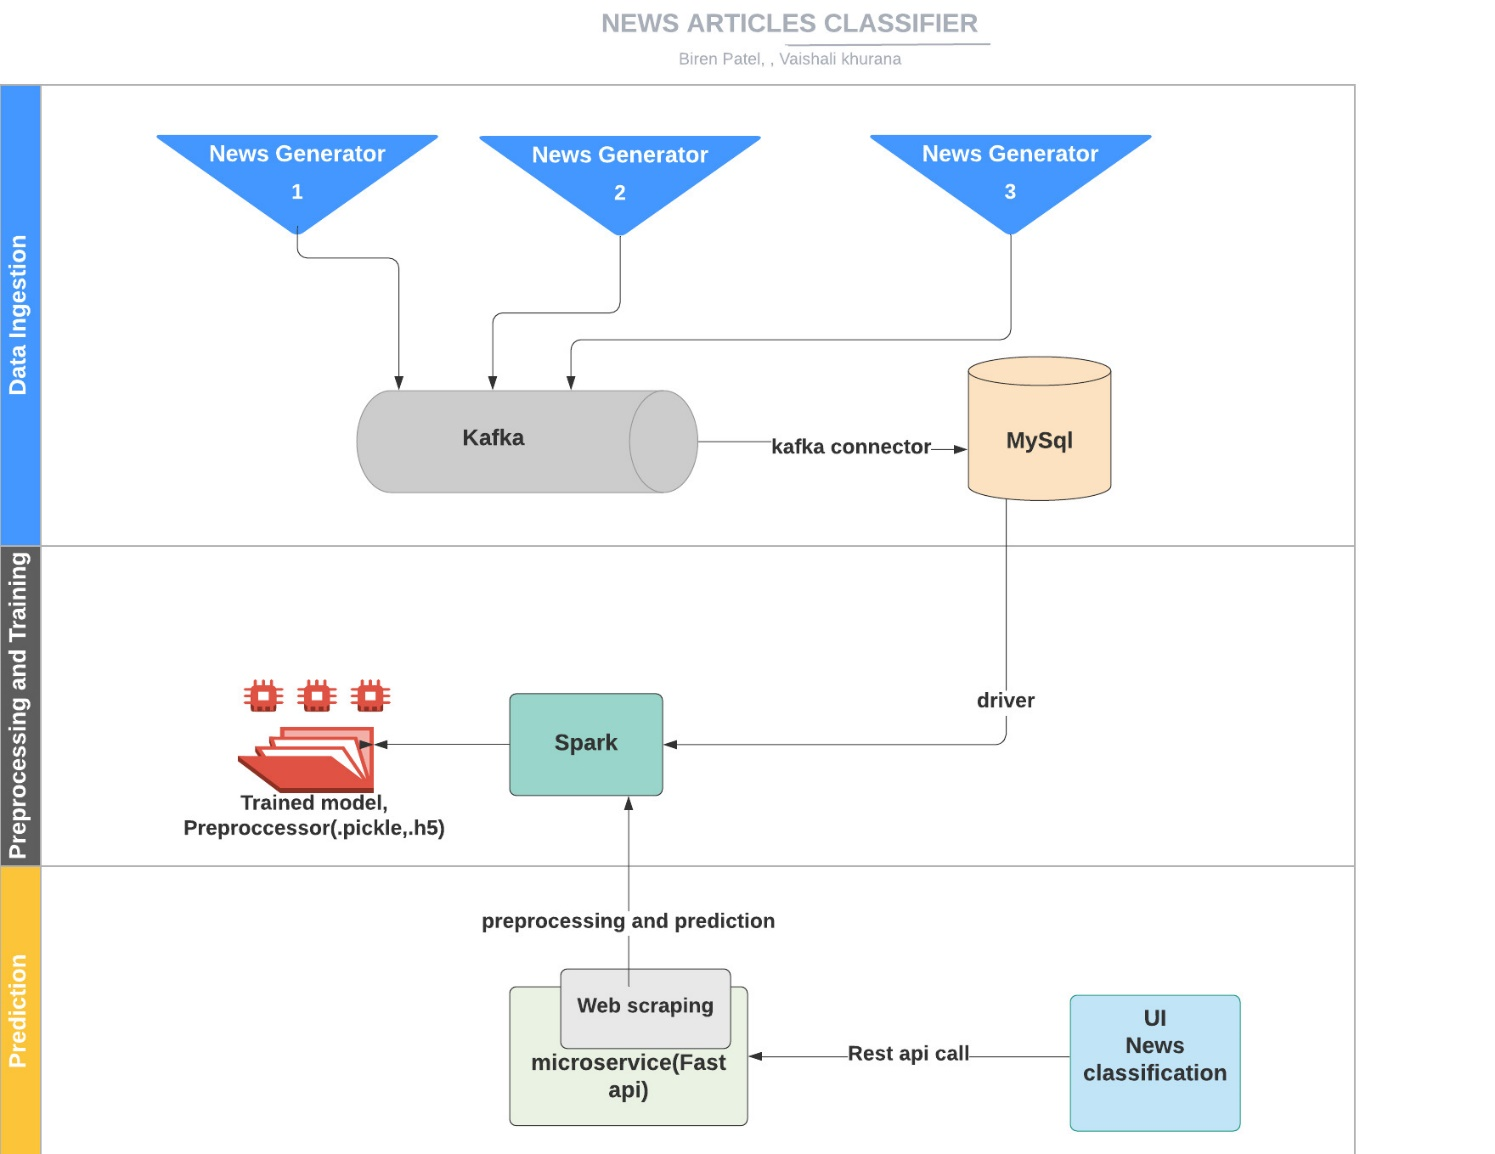 NEWS ARTICLES CLASSIFIER
Biren Patel, , Vaishali khurana
Data Ingestion
News Generator
1
News Generator
2
News Generator
3
Kafka
kafka connector
MySql
Preprocessing and Training
driver
Spark
Trained model,
Preproccessor(.pickle,.h5)
Prediction
preprocessing and prediction
Web scraping
microservice(Fast
api)
Rest api call
UI
News
classification